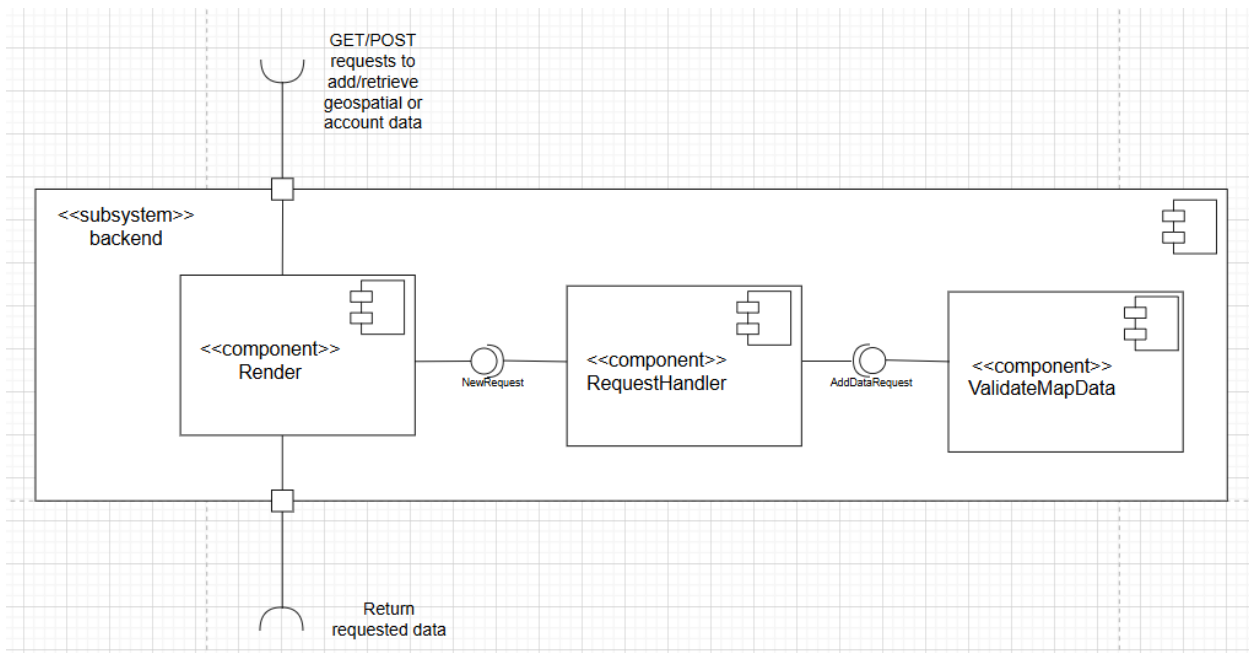 GET/POST
requests to
add/retrieve
geospatial or
account data
<<subsystem>>
backend
<<component>>
Render
NewRequest
<<component>>
RequestHandler
AddDataRequest
<<component>>
ValidateMapData
Return
requested data